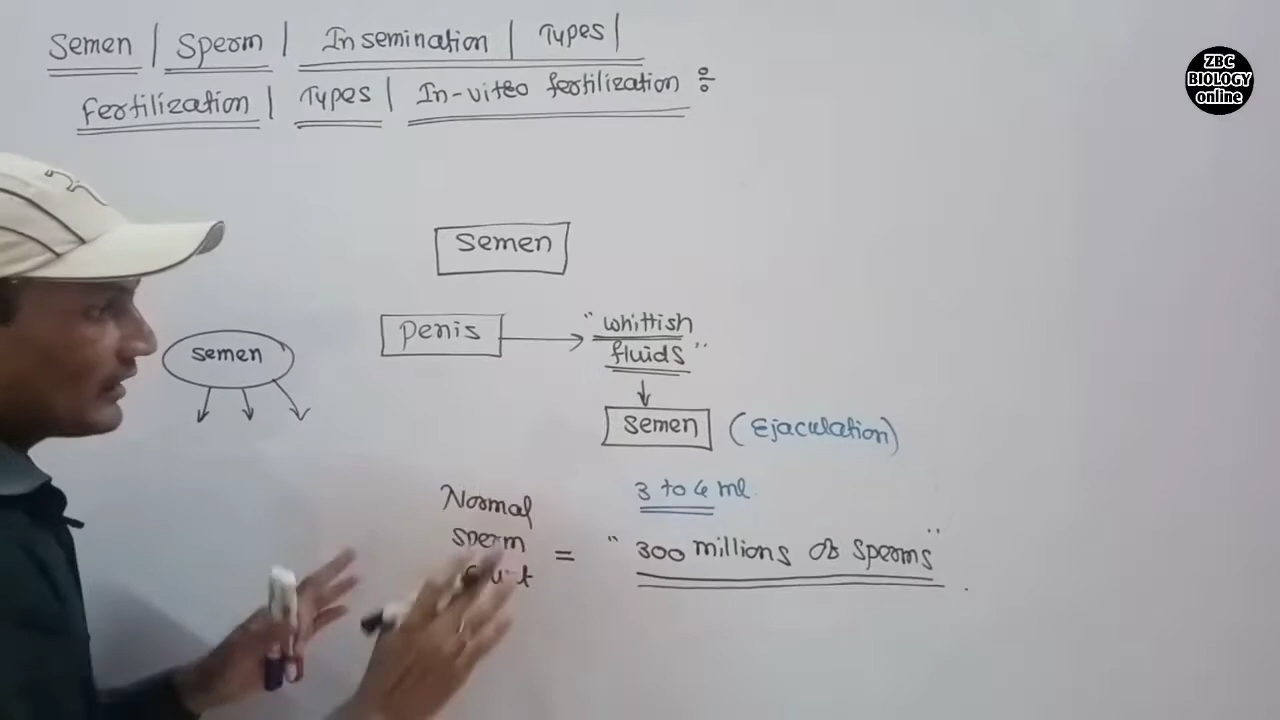 Semen | Sperm | Insemination | Types |
Fertilization | Types | In-vitro fertilization ÷
ZBC
BIOLOGY
online
Semen
Penis → "whittish
fluids"
Semen
Semen (Ejaculation)
3 to 4 ml.
Normal
Sperm = "300 millions of sperms".